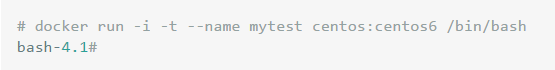 # docker run -i -t --name mytest centos:centos6 /bin/bash
bash-4.1#